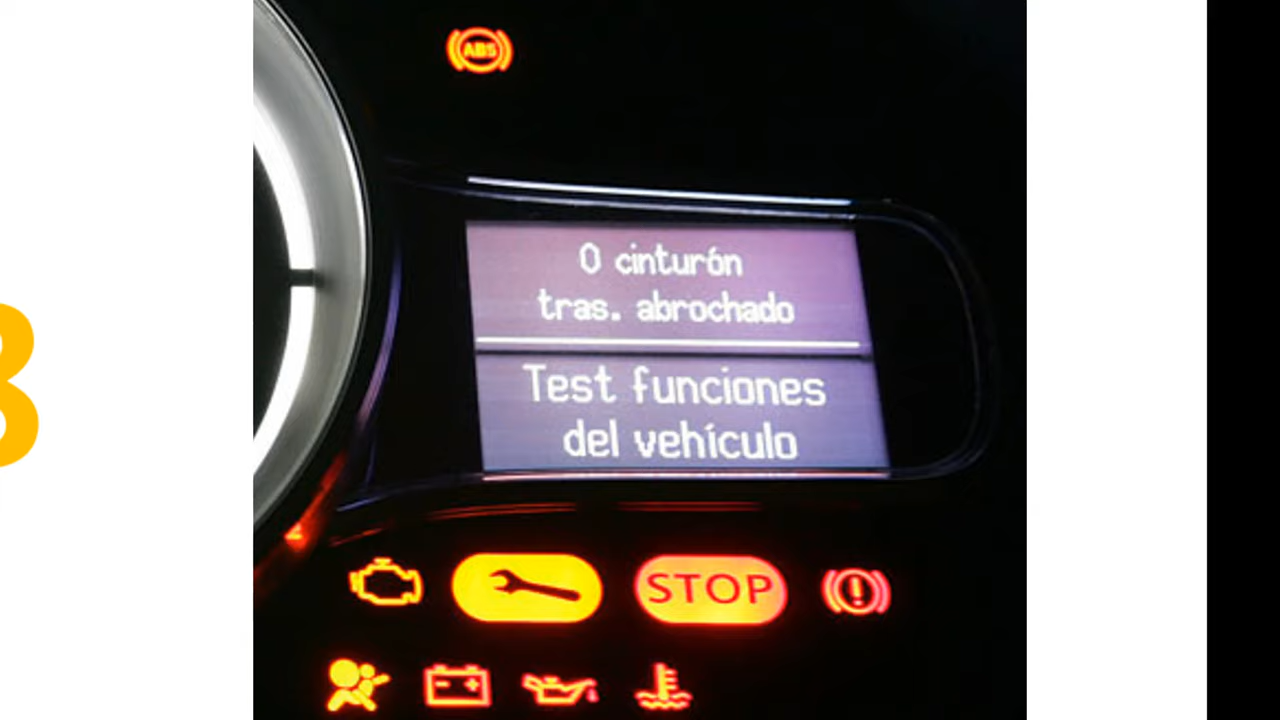 ABS
0 cinturón
tras. abrochado
Test funciones
del vehículo
STOP